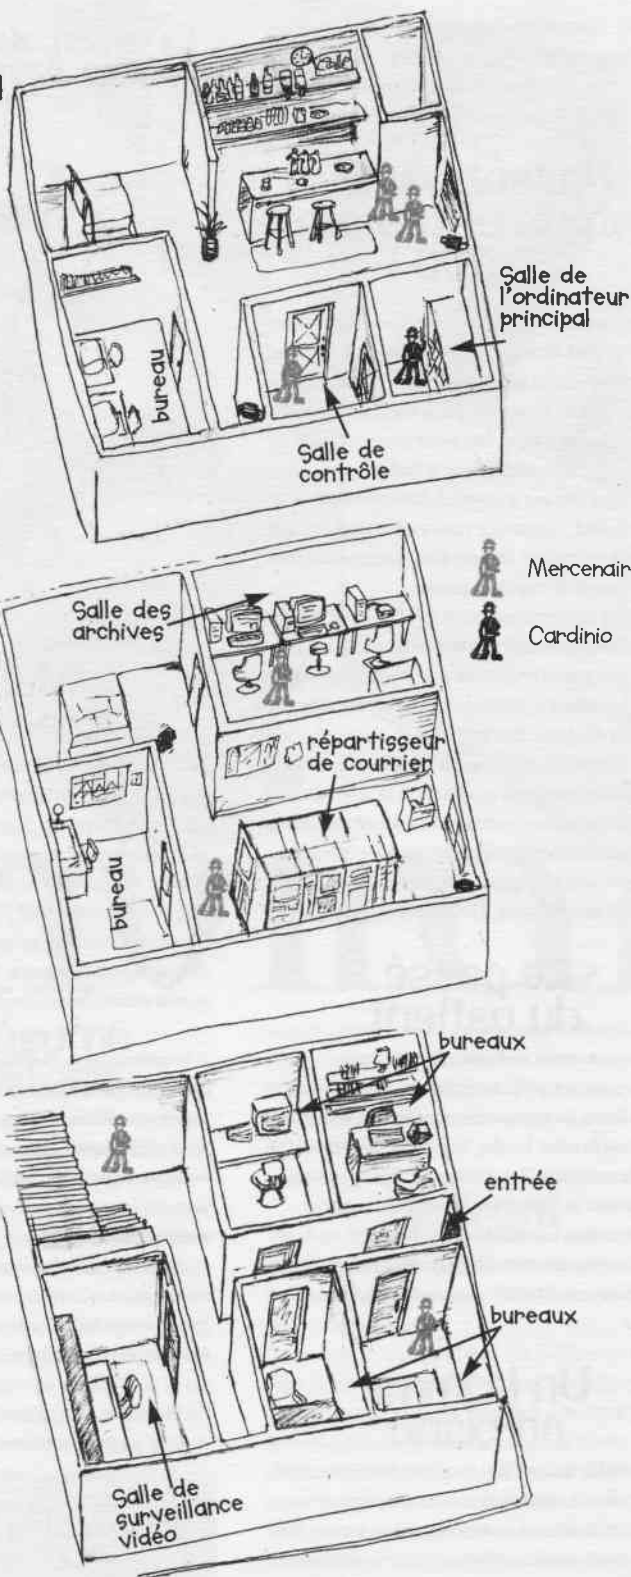 Salle de
l'ordinateur
principal
bureau
Salle de
contrôle
Mercenair
Cardinio
Salle des
archives
répartisseur
de courrier
bureau
bureaux
entrée
bureaux
Salle de
surveillance
vidéo